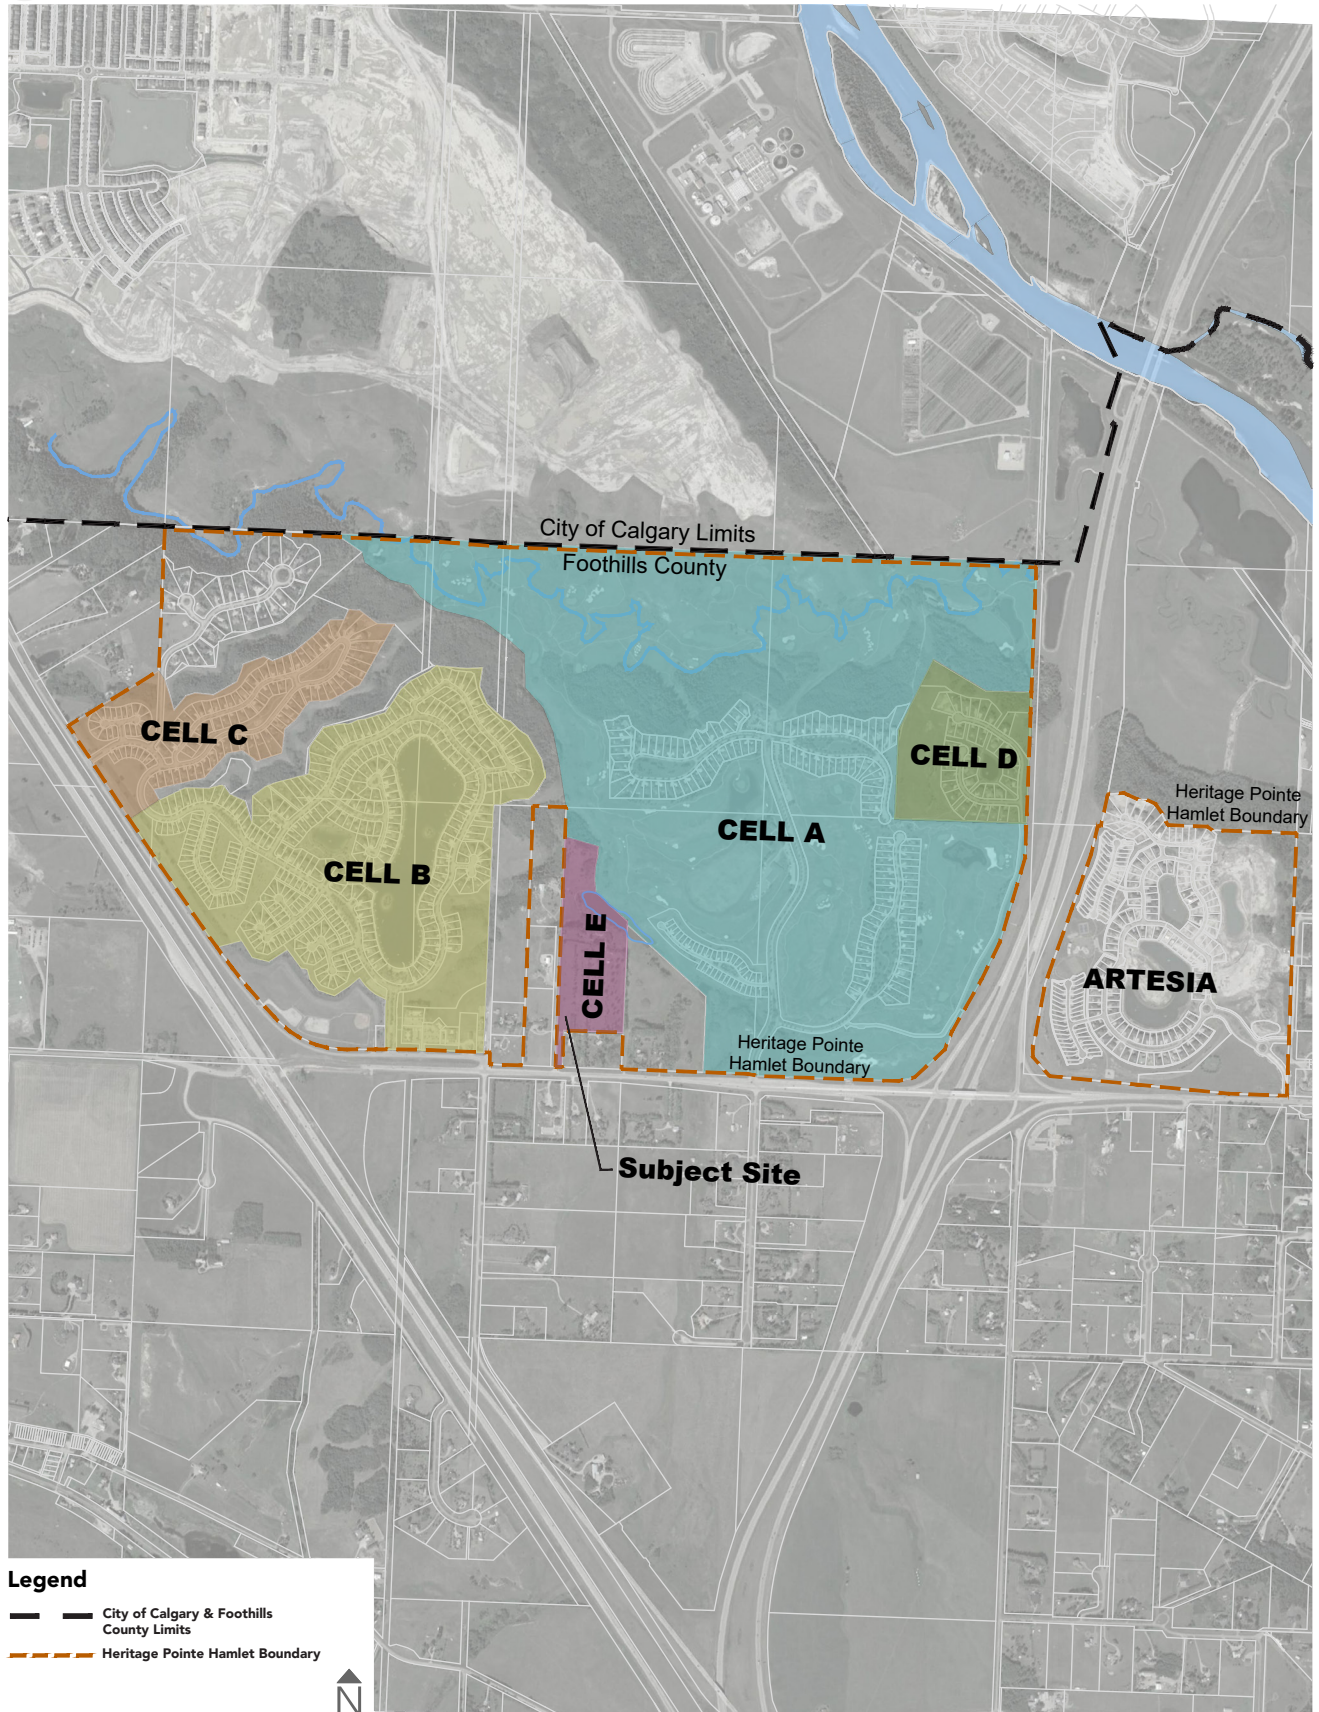 City of Calgary Limits
Foothills County
CELL C
CELL D
Heritage Pointe
Hamlet Boundary
CELL A
CELL B
CELL E
ARTESIA
Heritage Pointe
Hamlet Boundary
Subject Site
Legend
City of Calgary & Foothills
County Limits
Heritage Pointe Hamlet Boundary
N